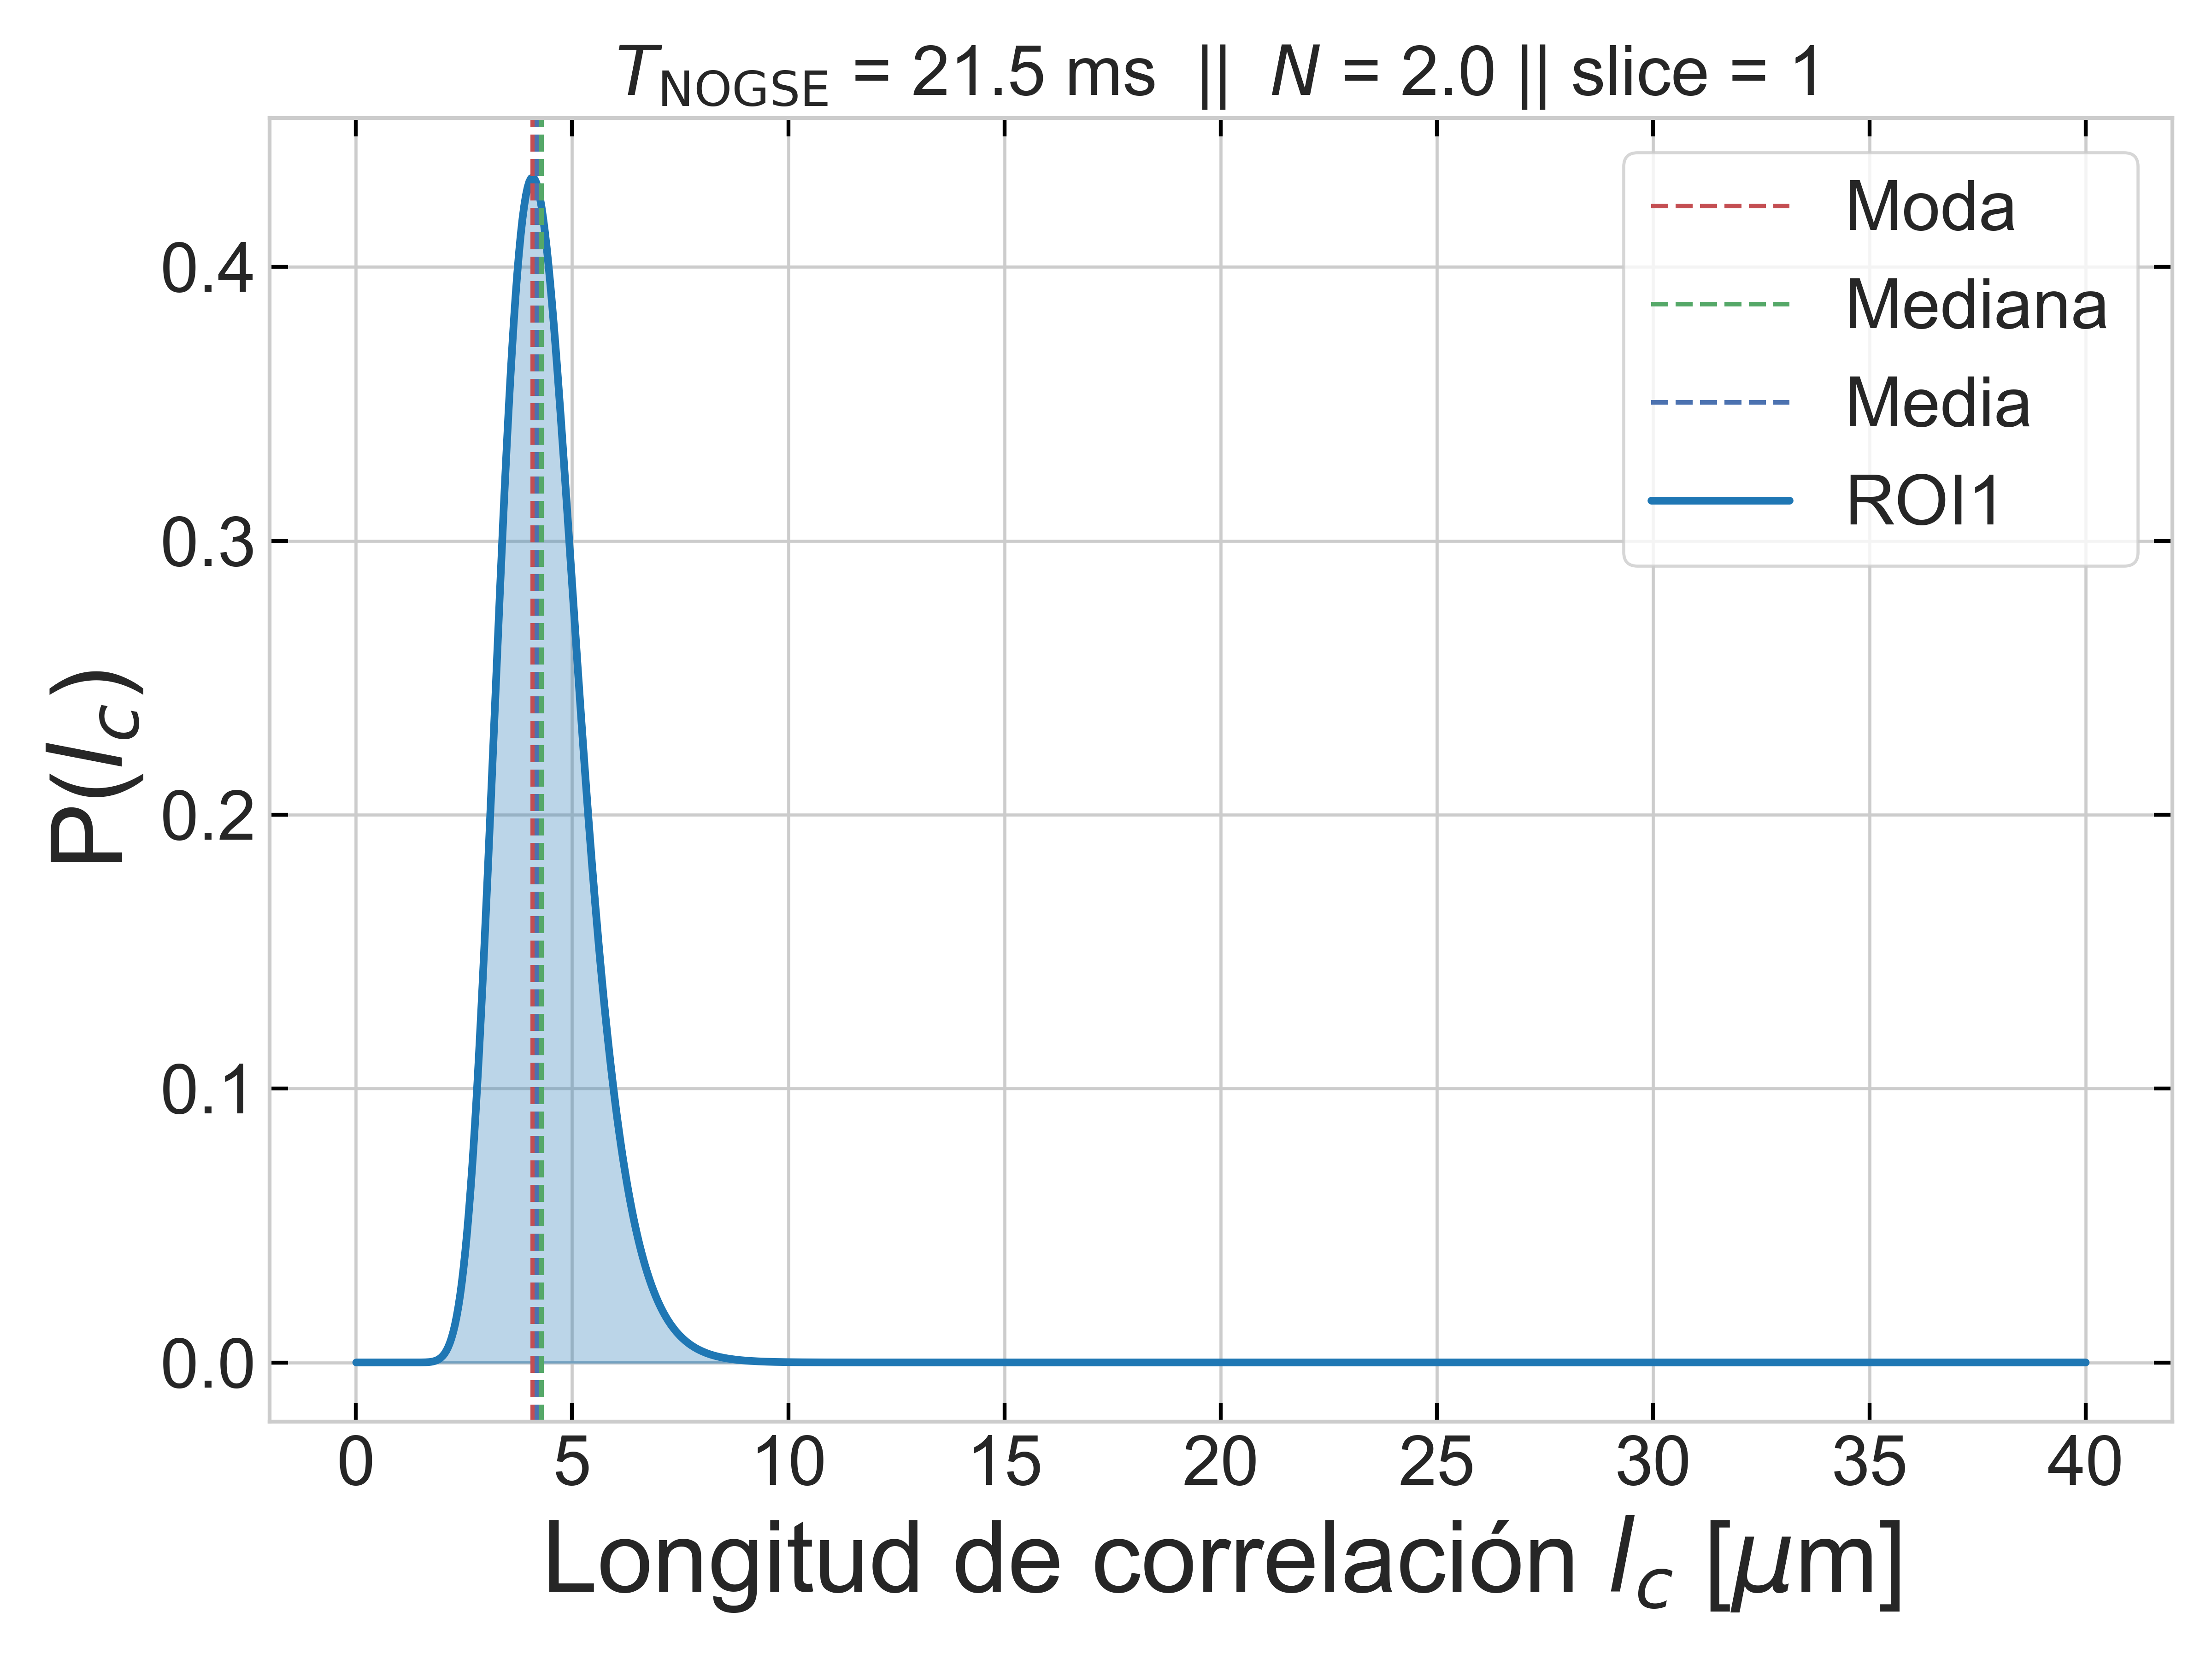 T_NOGSE = 21.5 ms || N = 2.0 || slice = 1
Moda
Mediana
Media
ROI1
P(l_c)
0.4
0.3
0.2
0.1
0.0
0 5 10 15 20 25 30 35 40
Longitud de correlación l_c [μm]